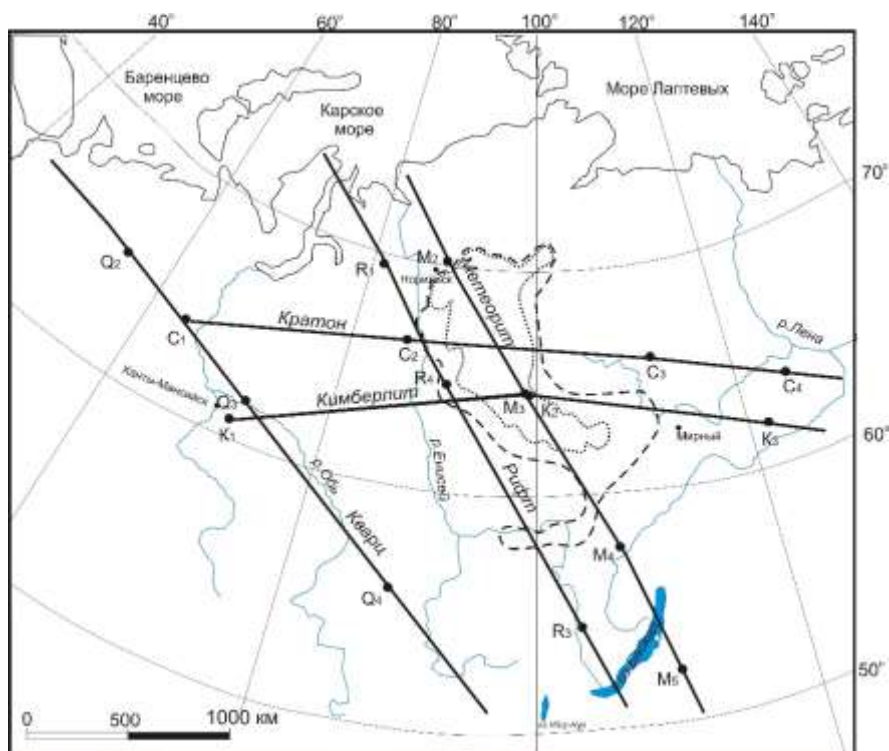 40° 60° 80° 100° 120° 140°
Баренцево
море
Карское
море
Море Лаптевых
70°
Q2
R1
M2
Норильск
Метеорит
C1
Кратон
C2
C3
C4
р.Лена
Ханты-Мансийск
Q3
K1
Кимберлит
R4
M3
K2
Мирный
K3
60°
р.Обь
р.Енисей
Рифт
Кварц
Q4
M4
R3
M5
50°
0 500 1000 км